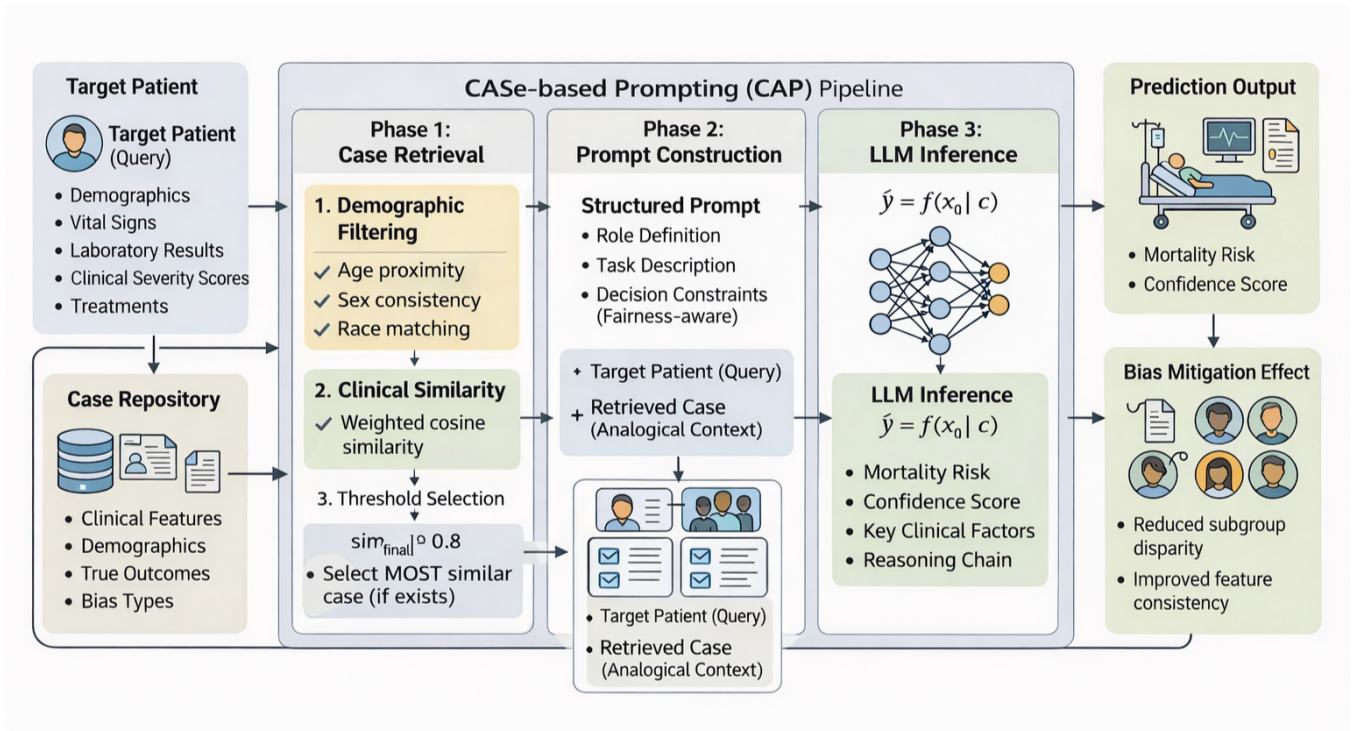 CASe-based Prompting (CAP) Pipeline
Target Patient
Target Patient
(Query)
• Demographics
• Vital Signs
• Laboratory Results
• Clinical Severity Scores
• Treatments
Case Repository
• Clinical Features
• Demographics
• True Outcomes
• Bias Types
Phase 1:
Case Retrieval
1. Demographic
Filtering
✓ Age proximity
✓ Sex consistency
✓ Race matching
2. Clinical Similarity
✓ Weighted cosine
similarity
3. Threshold Selection
sim_final|º 0.8
• Select MOST similar
case (if exists)
Phase 2:
Prompt Construction
Structured Prompt
• Role Definition
• Task Description
• Decision Constraints
(Fairness-aware)
+ Target Patient (Query)
+ Retrieved Case
(Analogical Context)
• Target Patient (Query)
• Retrieved Case
(Analogical Context)
Phase 3:
LLM Inference
ý = f(x₀| c)
LLM Inference
ý = f(x₀| c)
• Mortality Risk
• Confidence Score
• Key Clinical Factors
• Reasoning Chain
Prediction Output
• Mortality Risk
• Confidence Score
Bias Mitigation Effect
• Reduced subgroup
disparity
• Improved feature
consistency